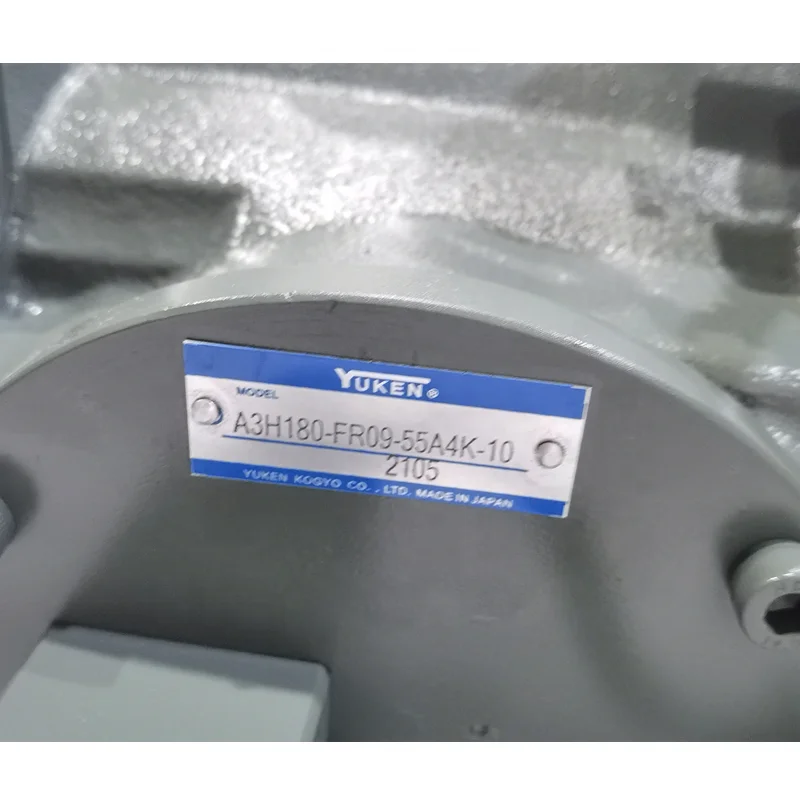 YUKEN®
MODEL
A3H180-FR09-55A4K-10
2105
YUKEN KOGYO CO., LTD. MADE IN JAPAN